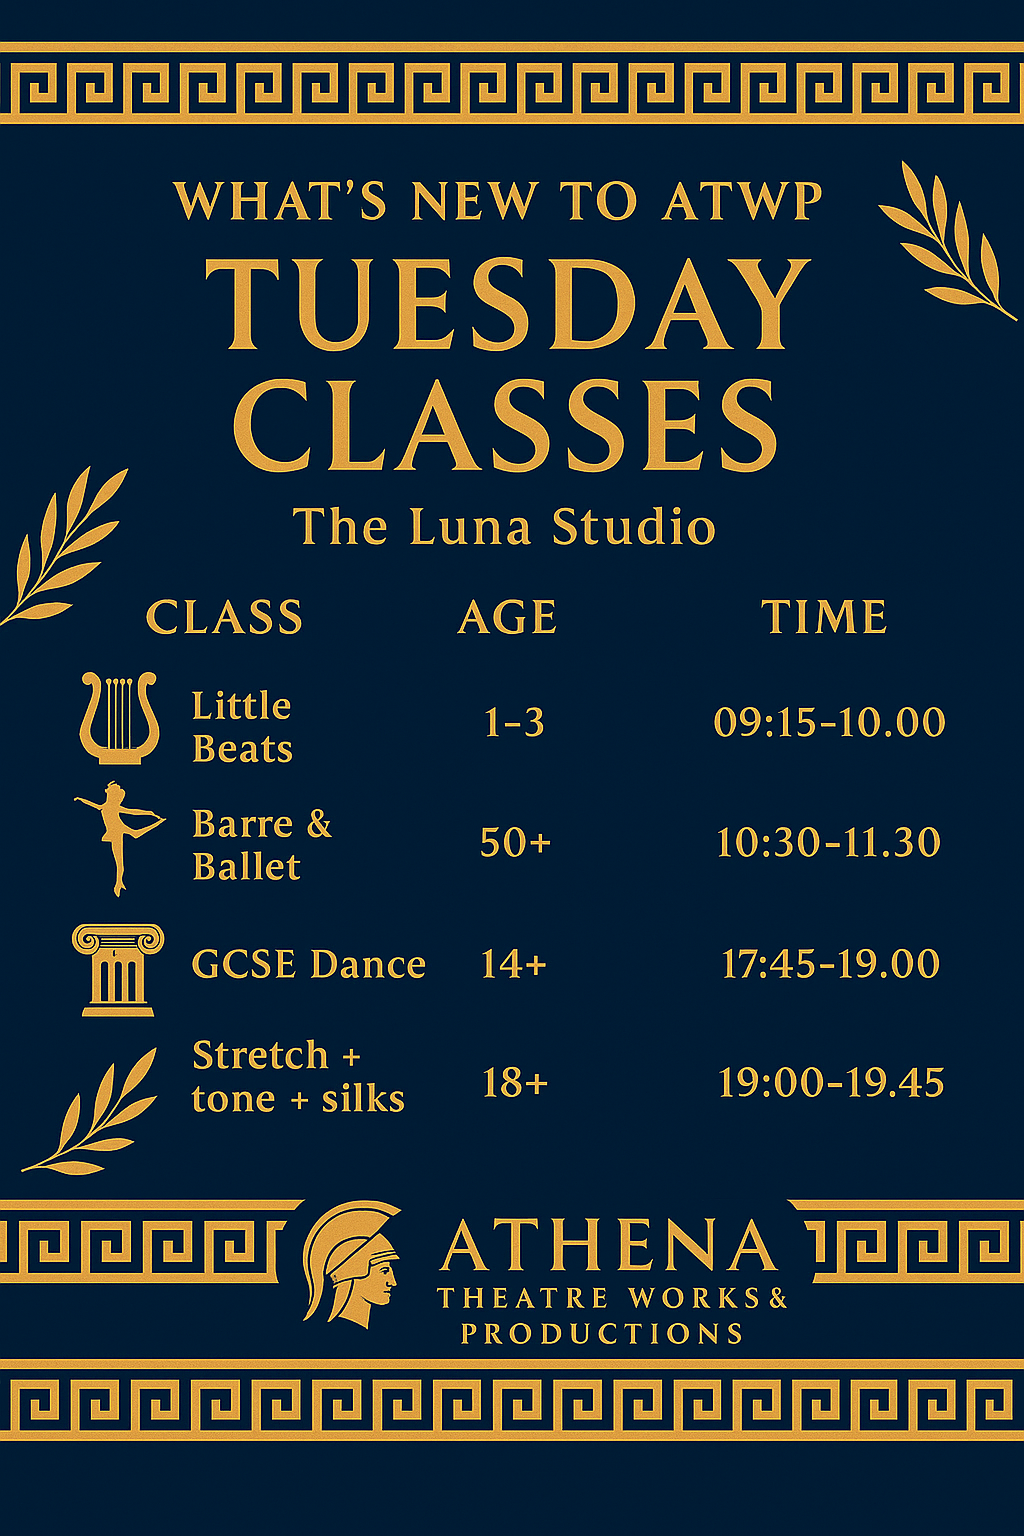 WHAT'S NEW TO ATWP
TUESDAY
CLASSES
The Luna Studio
CLASS AGE TIME
Little
Beats
1-3 09:15-10.00
Barre &
Ballet
50+ 10:30-11.30
GCSE Dance 14+ 17:45-19.00
Stretch +
tone + silks
18+ 19:00-19.45
ATHENA
THEATRE WORKS &
PRODUCTIONS